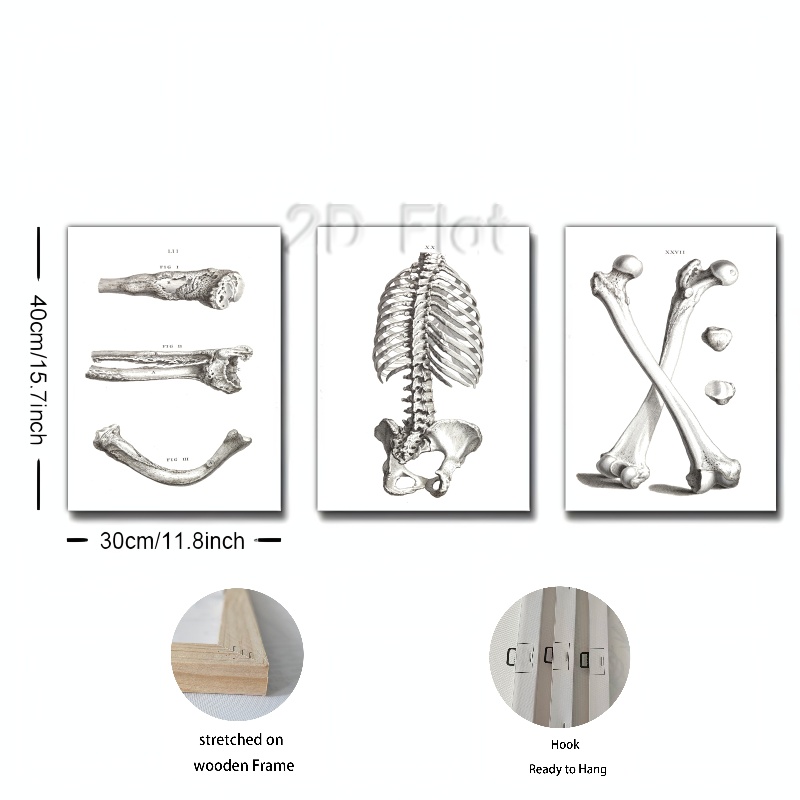 2D Flat
LII
FIG I
FIG II
A
FIG III
XX
XXVII
40cm/15.7inch
30cm/11.8inch
stretched on
wooden Frame
Hook
Ready to Hang